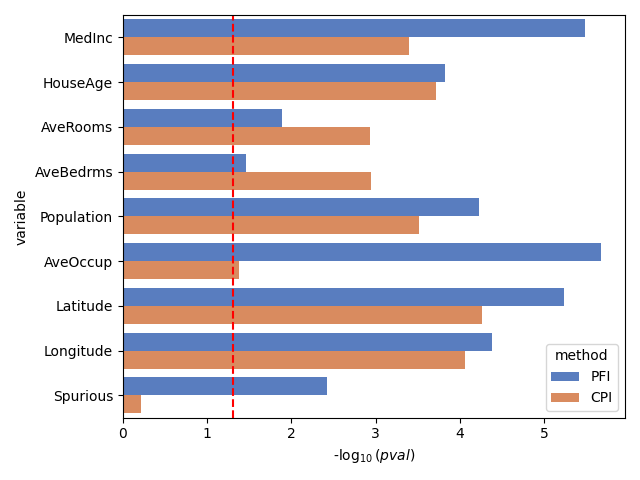 MedInc
HouseAge
AveRooms
AveBedrms
Population
AveOccup
Latitude
Longitude
Spurious
variable
0 1 2 3 4 5
-log₁₀(pval)
method
PFI
CPI